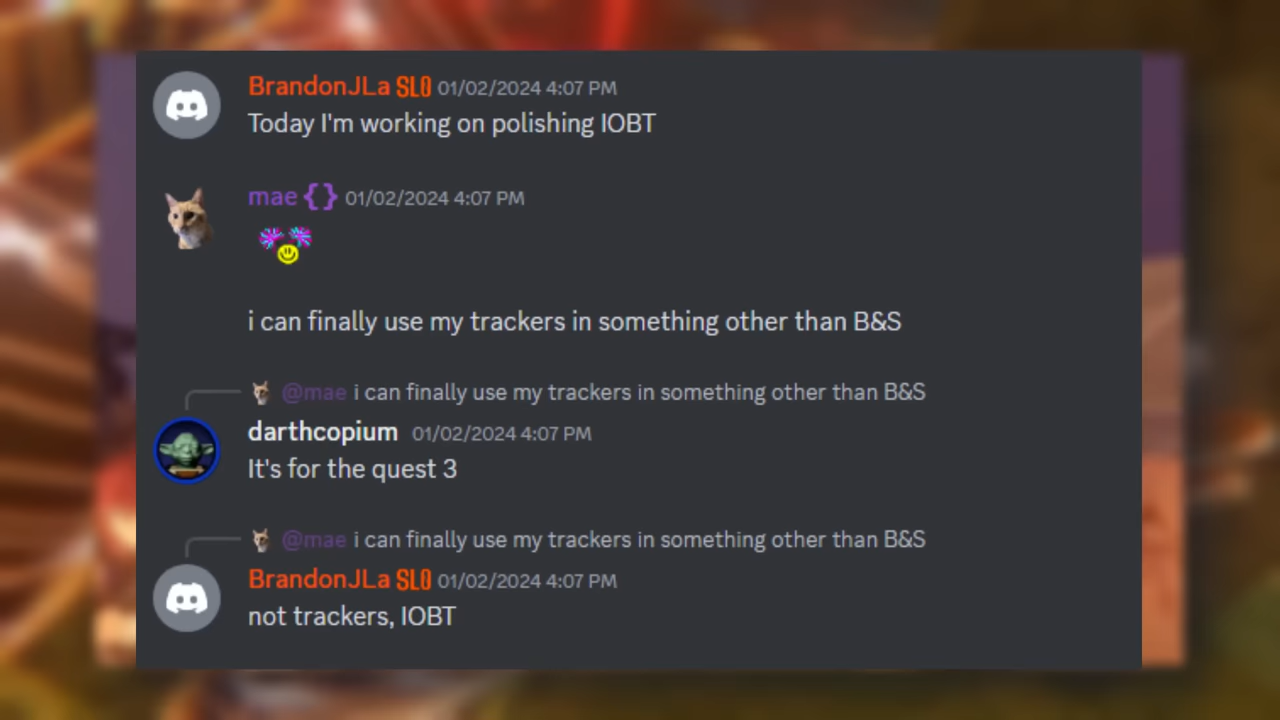 BrandonJLa SL0 01/02/2024 4:07 PM
Today I'm working on polishing IOBT
mae {} 01/02/2024 4:07 PM
i can finally use my trackers in something other than B&S
@mae i can finally use my trackers in something other than B&S
darthcopium 01/02/2024 4:07 PM
It's for the quest 3
@mae i can finally use my trackers in something other than B&S
BrandonJLa SL0 01/02/2024 4:07 PM
not trackers, IOBT